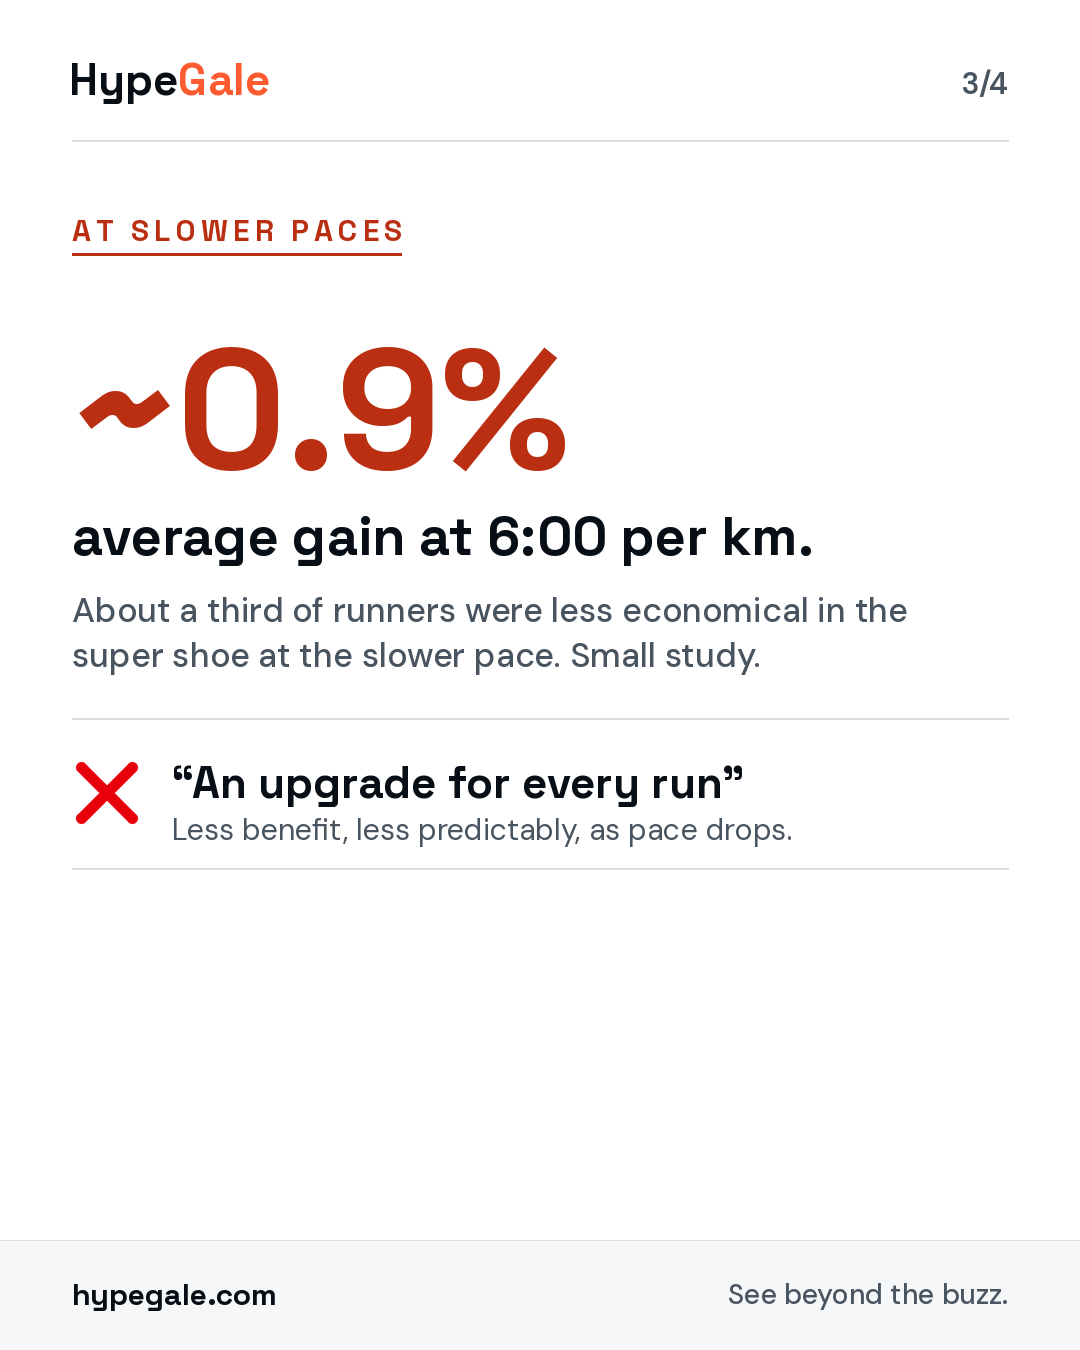 HypeGale
3/4
AT SLOWER PACES
~0.9%
average gain at 6:00 per km.
About a third of runners were less economical in the
super shoe at the slower pace. Small study.
“An upgrade for every run”
Less benefit, less predictably, as pace drops.
hypegale.com
See beyond the buzz.